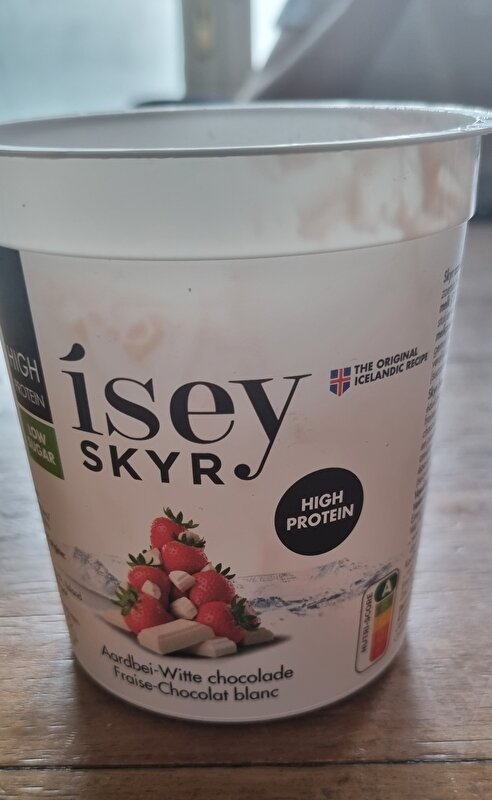 HIGH
PROTEIN
LOW
SUGAR
ísey
SKYR
THE ORIGINAL
ICELANDIC RECIPE
HIGH
PROTEIN
NUTRI-SCORE
A
Aardbei-Witte chocolade
Fraise-Chocolat blanc